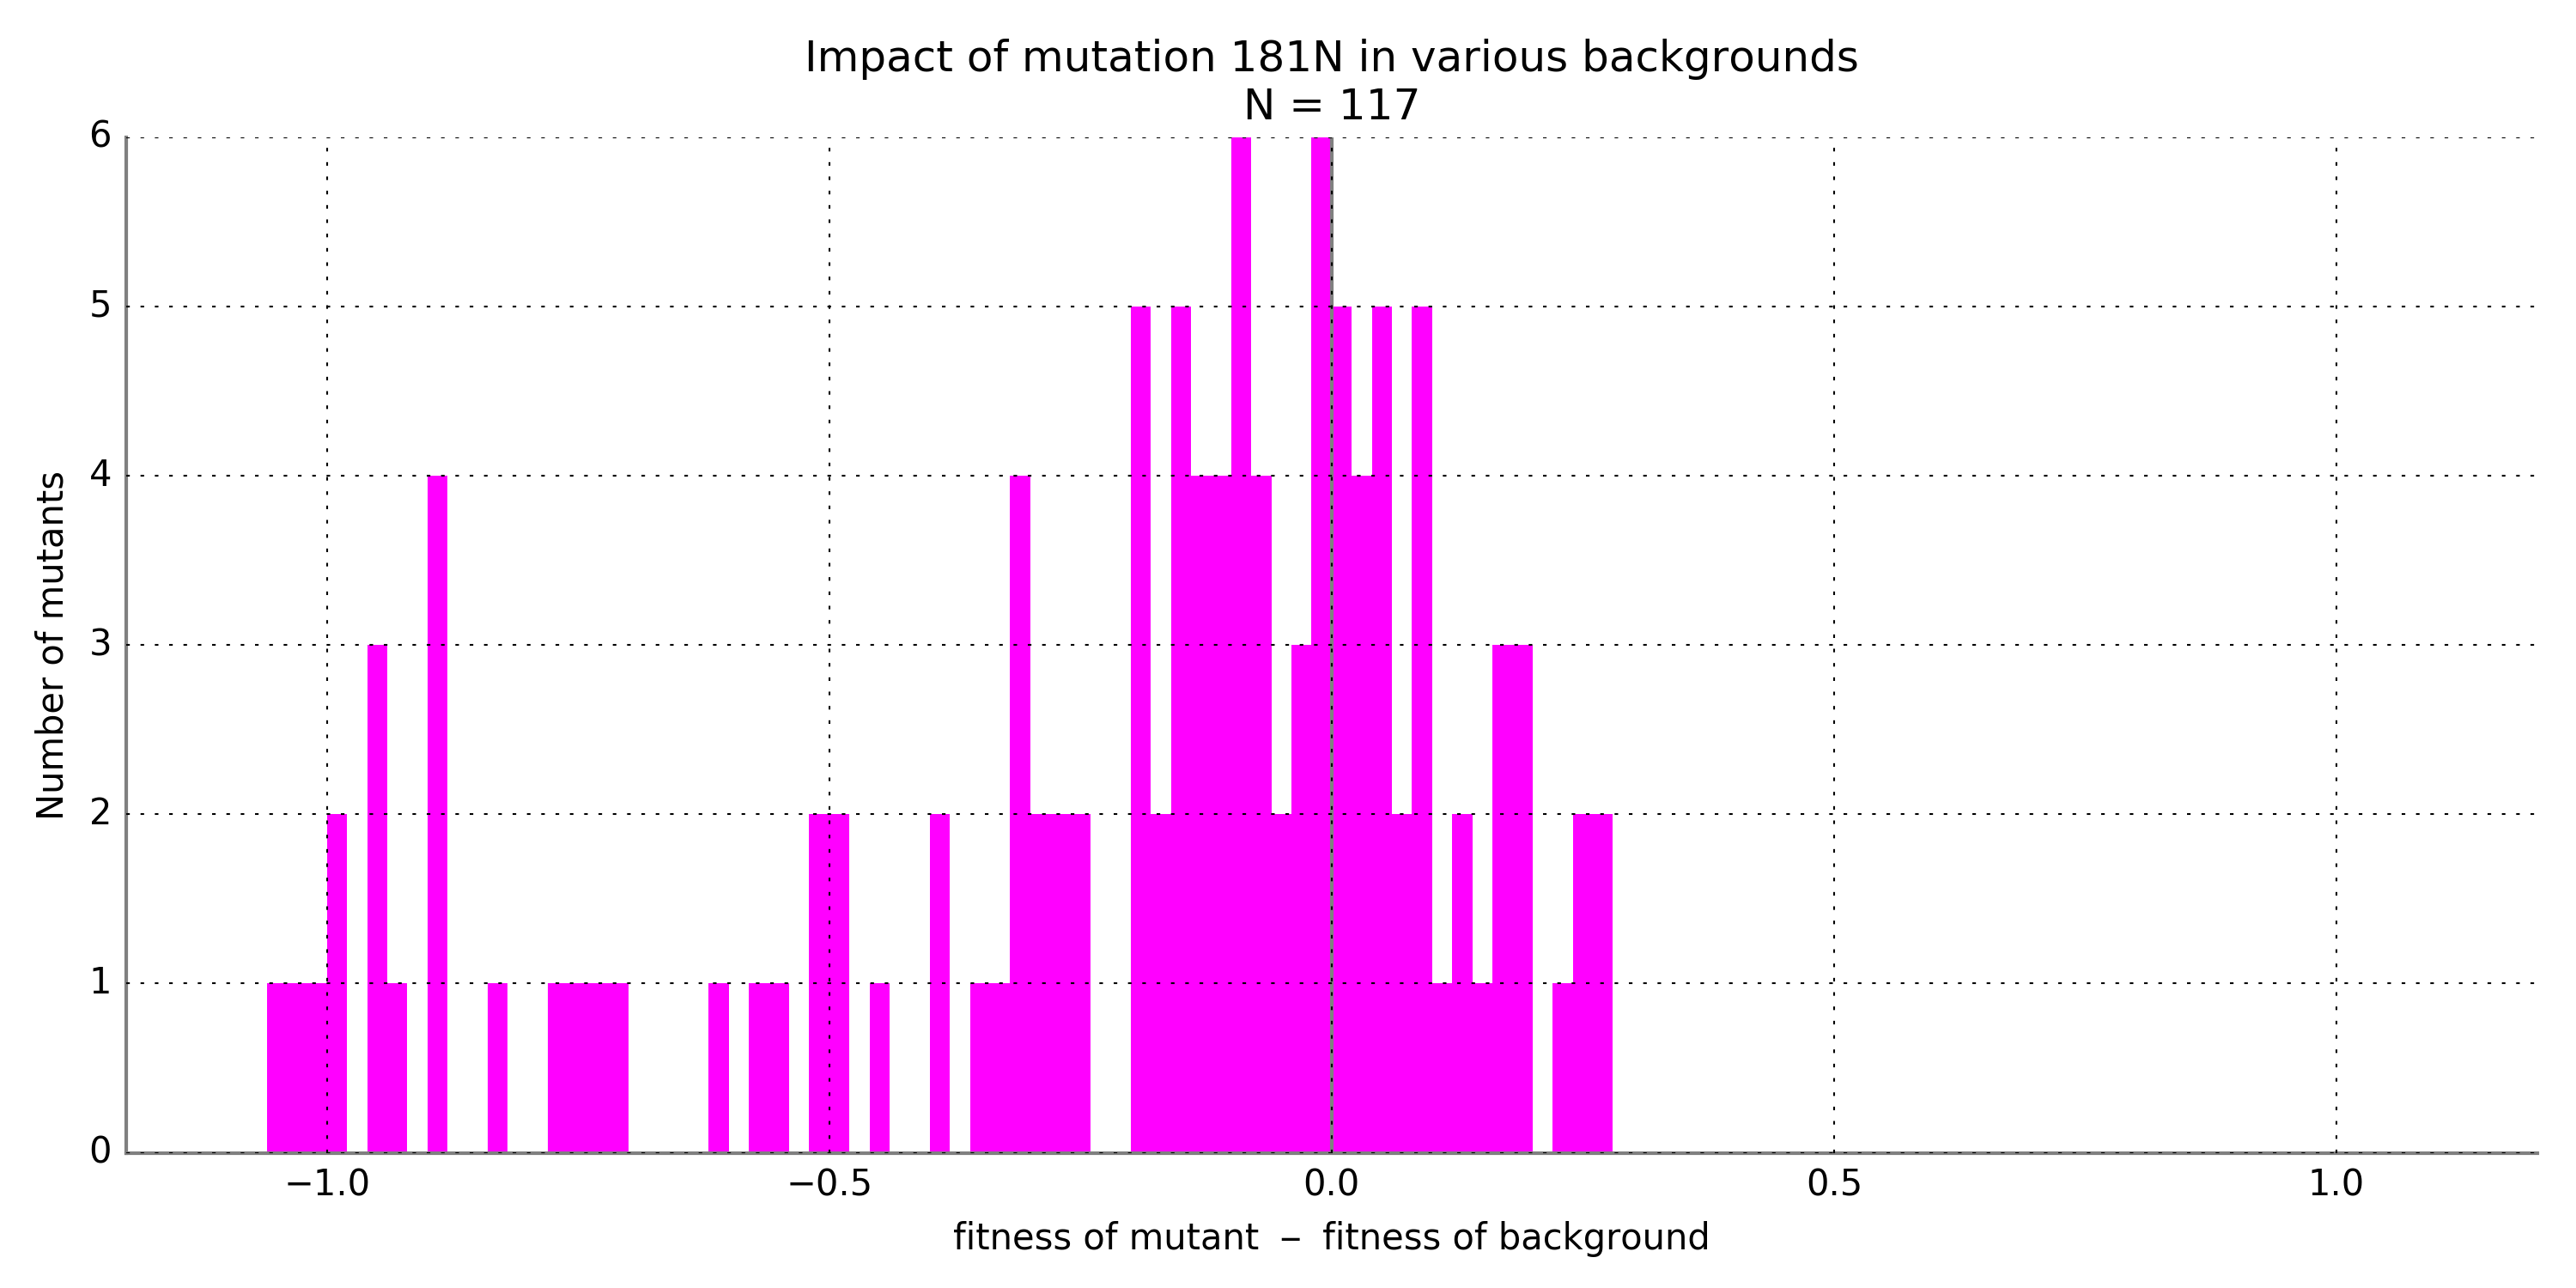 Impact of mutation 181N in various backgrounds
N = 117
6
5
4
3
2
1
0
Number of mutants
−1.0 −0.5 0.0 0.5 1.0
fitness of mutant – fitness of background